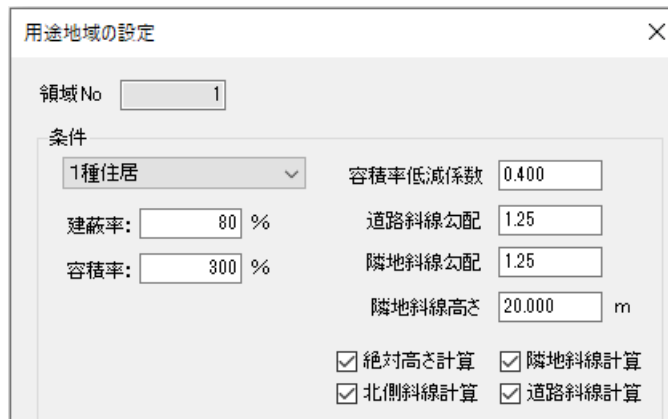 用途地域の設定
領域No 1
条件
1種住居
容積率低減係数 0.400
建蔽率: 80 %
道路斜線勾配 1.25
容積率: 300 %
隣地斜線勾配 1.25
隣地斜線高さ 20.000 m
絶対高さ計算 隣地斜線計算
北側斜線計算 道路斜線計算